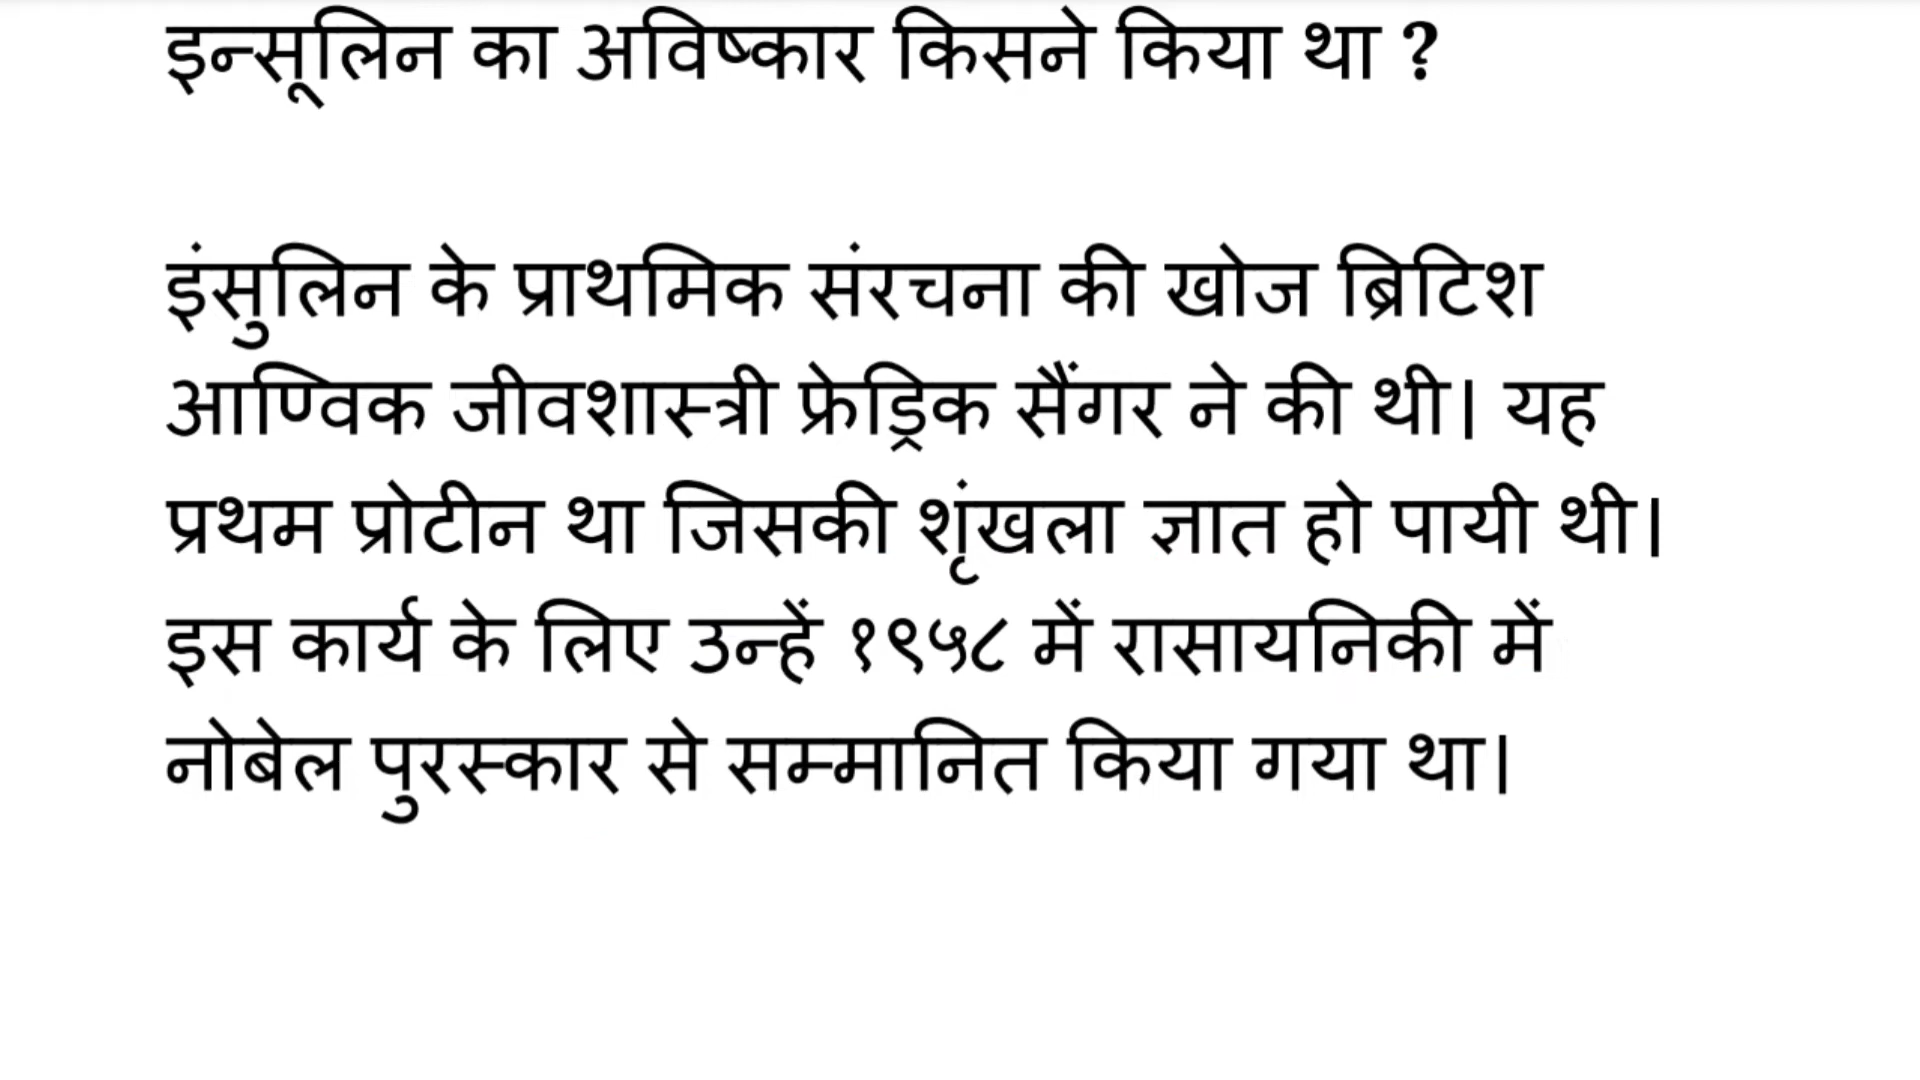 इन्सूलिन का अविष्कार किसने किया था ?
इंसुलिन के प्राथमिक संरचना की खोज ब्रिटिश
आण्विक जीवशास्त्री फ्रेड्रिक सैंगर ने की थी। यह
प्रथम प्रोटीन था जिसकी शृंखला ज्ञात हो पायी थी।
इस कार्य के लिए उन्हें १९५८ में रासायनिकी में
नोबेल पुरस्कार से सम्मानित किया गया था।